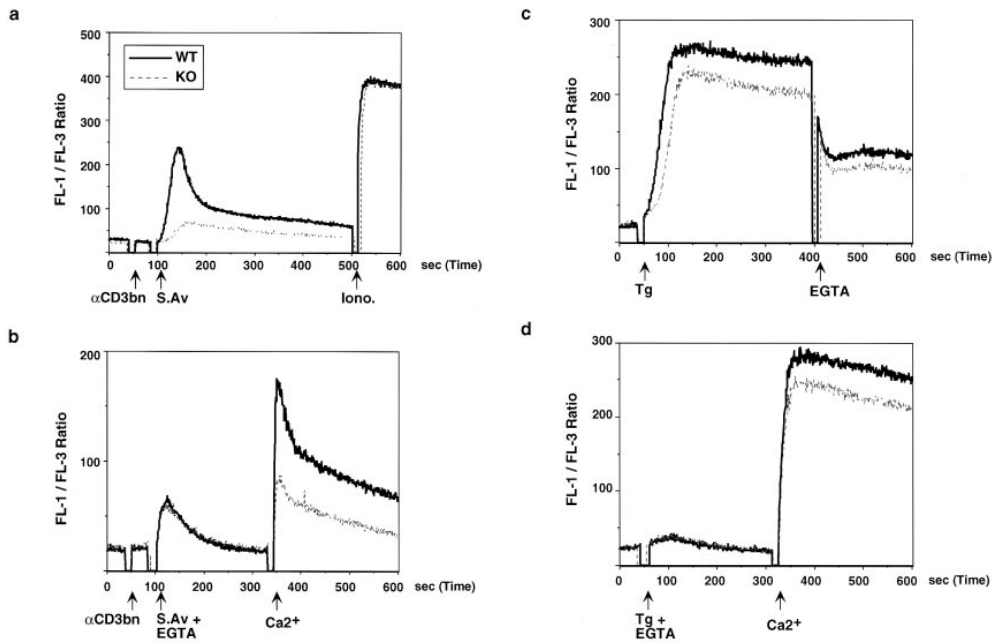 a
500
400
300
200
100
FL-1 / FL-3 Ratio
WT
KO
0 100 200 300 400 500 600 sec (Time)
αCD3bn S.Av Iono.
b
200
100
FL-1 / FL-3 Ratio
0 100 200 300 400 500 600 sec (Time)
αCD3bn S.Av + EGTA Ca2+
c
300
200
100
FL-1 / FL-3 Ratio
0 100 200 300 400 500 600 sec (Time)
Tg EGTA
d
300
200
100
FL-1 / FL-3 Ratio
0 100 200 300 400 500 600 sec (Time)
Tg + EGTA Ca2+